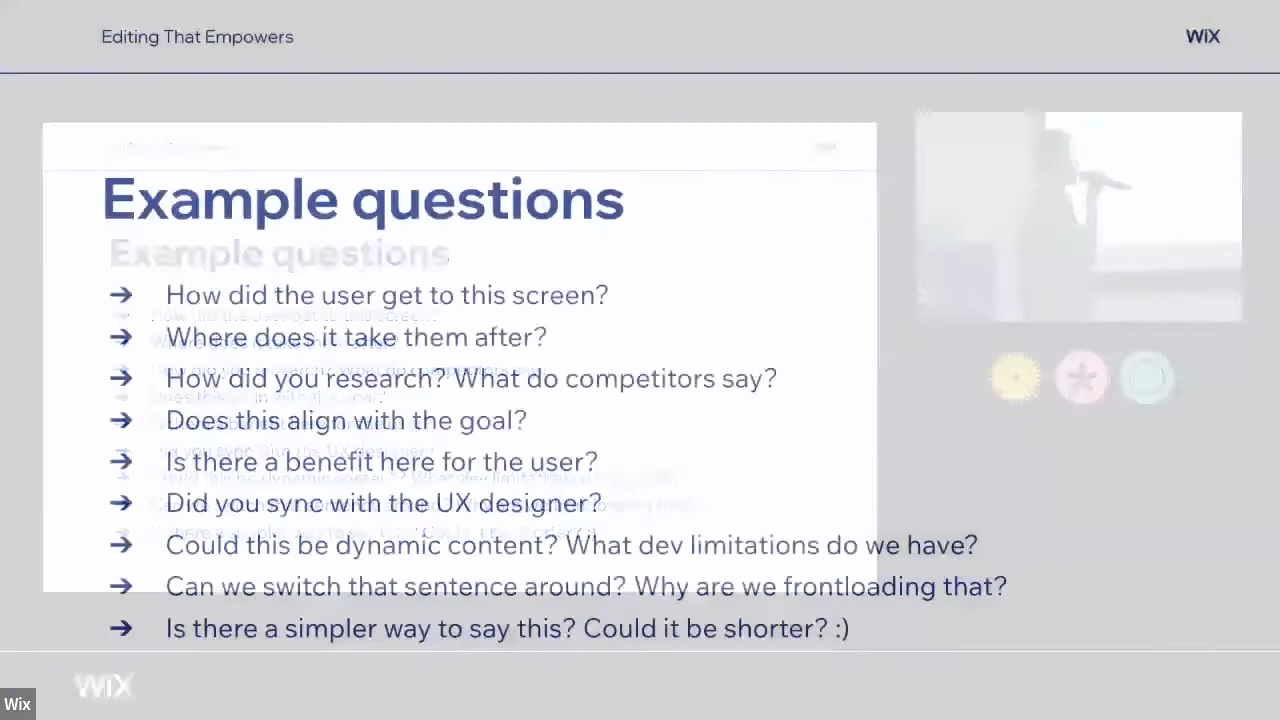 Editing That Empowers
WiX
Example questions
Example questions
➔ How did the user get to this screen?
➔ Where does it take them after?
➔ How did you research? What do competitors say?
➔ Does this align with the goal?
➔ Is there a benefit here for the user?
➔ Did you sync with the UX designer?
➔ Could this be dynamic content? What dev limitations do we have?
➔ Can we switch that sentence around? Why are we frontloading that?
➔ Is there a simpler way to say this? Could it be shorter? :)
WiX
Wix